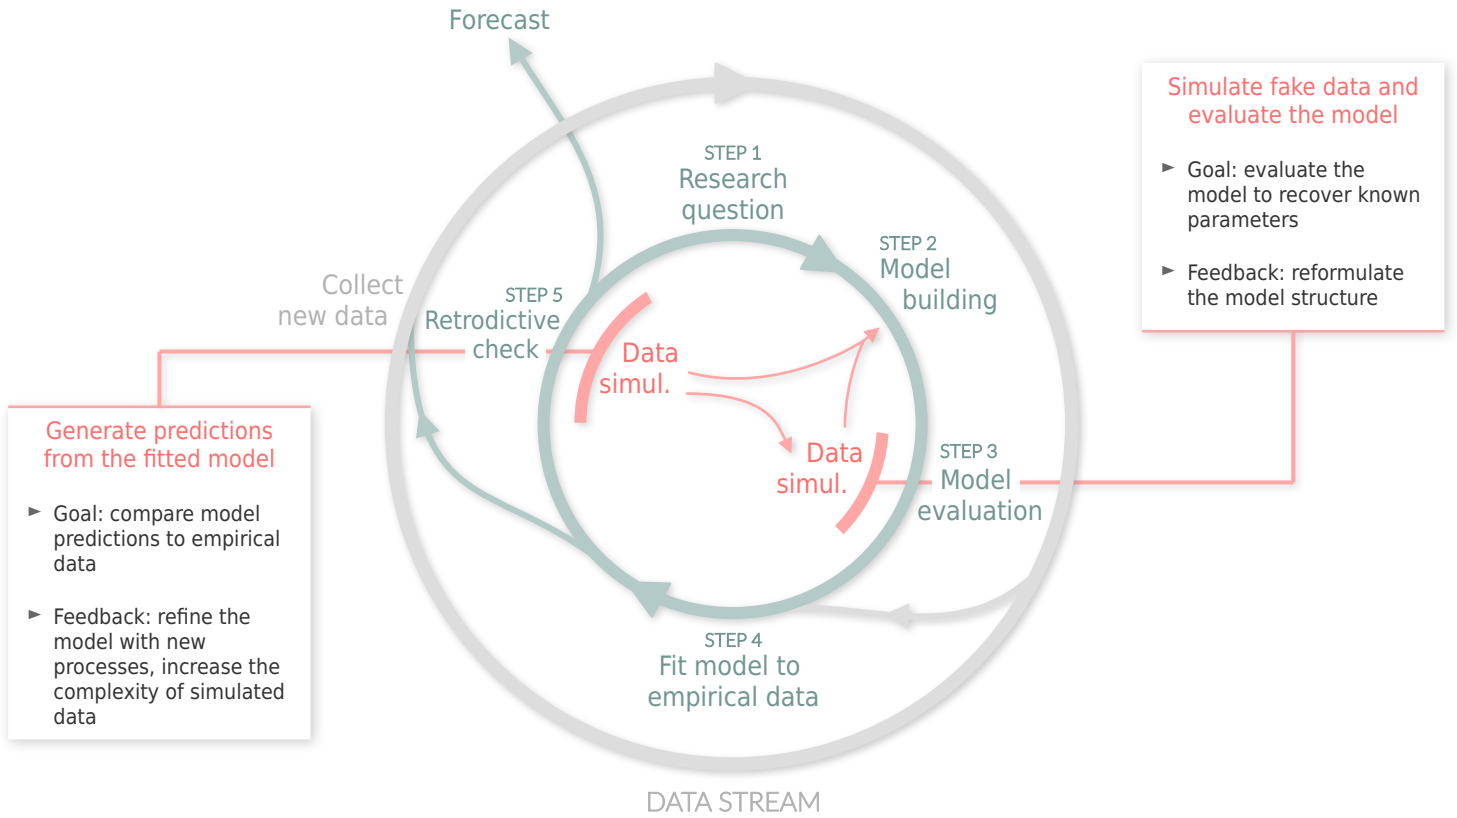 Forecast
STEP 1
Research
question
STEP 2
Model
building
Simulate fake data and
evaluate the model
► Goal: evaluate the
model to recover known
parameters
► Feedback: reformulate
the model structure
Collect
new data
STEP 5
Retrodictive
check
Data
simul.
Data
simul.
STEP 3
Model
evaluation
Generate predictions
from the fitted model
► Goal: compare model
predictions to empirical
data
► Feedback: refine the
model with new
processes, increase the
complexity of simulated
data
STEP 4
Fit model to
empirical data
DATA STREAM